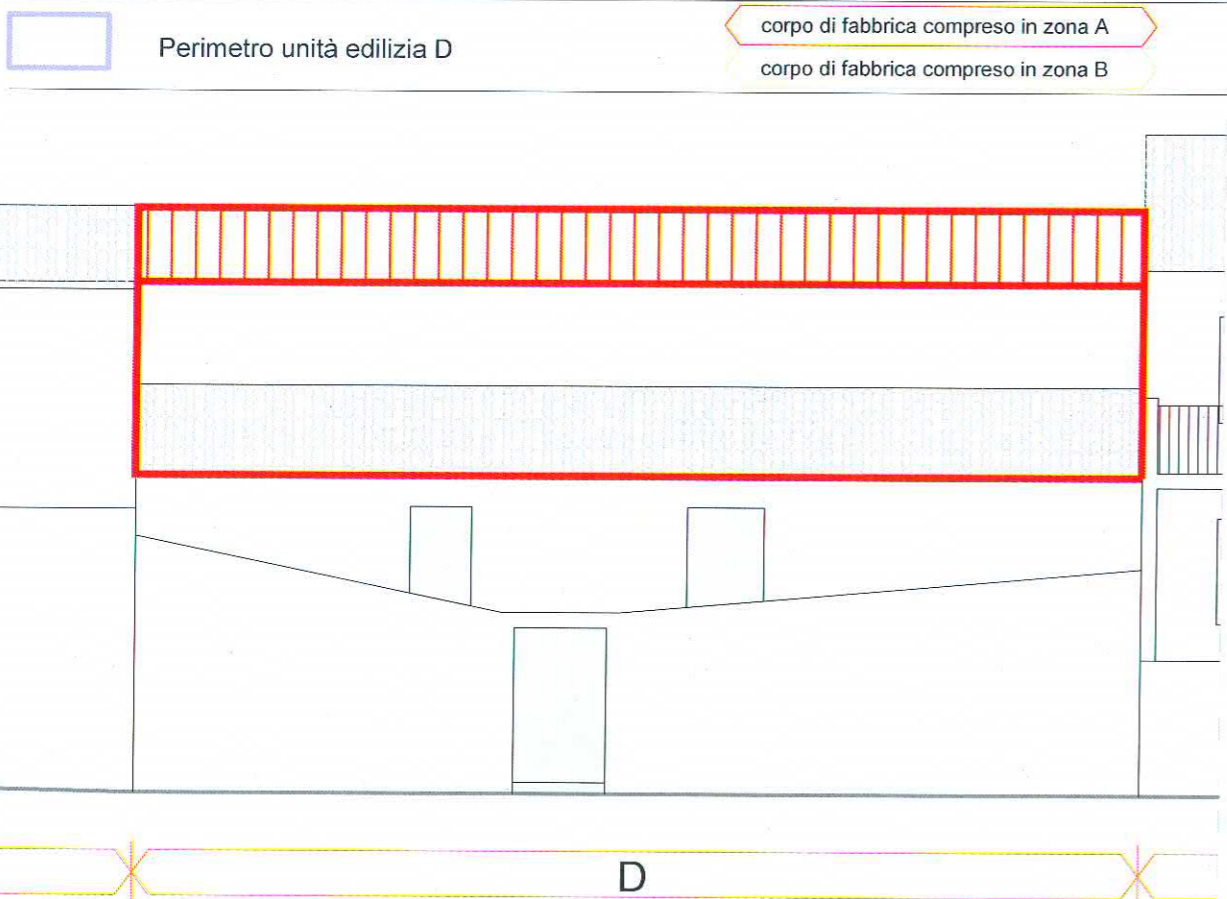 corpo di fabbrica compreso in zona A
Perimetro unità edilizia D
corpo di fabbrica compreso in zona B
D